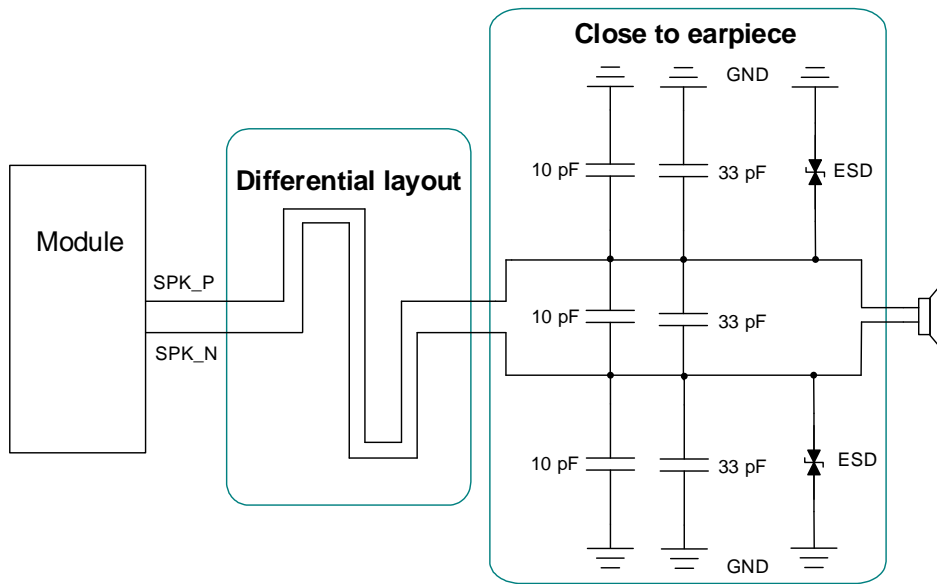 Close to earpiece
GND
10 pF
33 pF
ESD
Differential layout
Module
SPK_P
SPK_N
10 pF
33 pF
10 pF
33 pF
ESD
GND